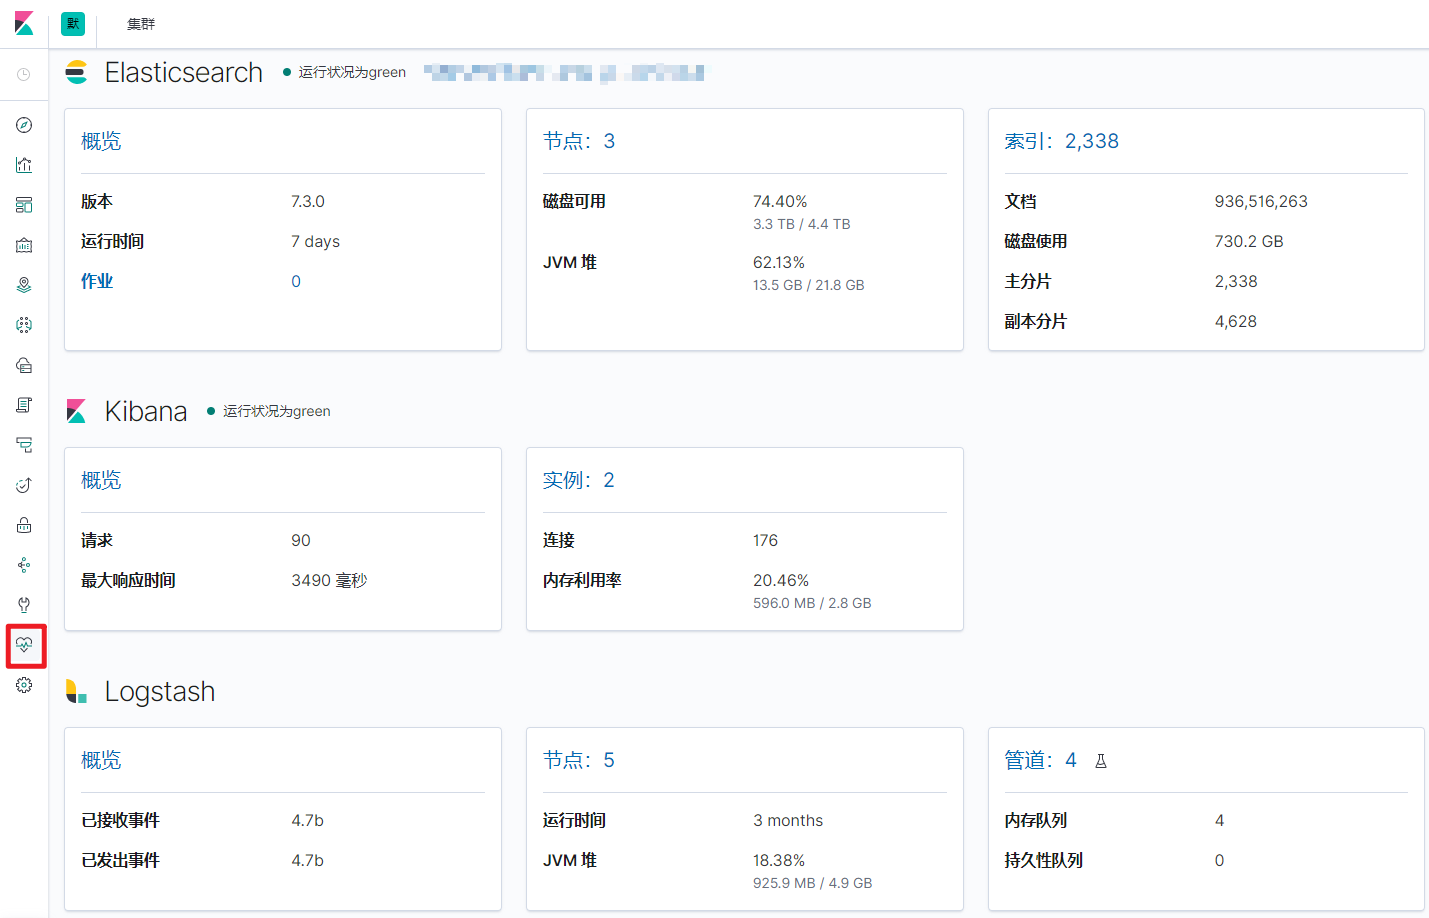 默 集群
Elasticsearch 运行状况为green
概览
版本 7.3.0
运行时间 7 days
作业 0
节点：3
磁盘可用 74.40%
3.3 TB / 4.4 TB
JVM 堆 62.13%
13.5 GB / 21.8 GB
索引：2,338
文档 936,516,263
磁盘使用 730.2 GB
主分片 2,338
副本分片 4,628
Kibana 运行状况为green
概览
请求 90
最大响应时间 3490 毫秒
实例：2
连接 176
内存利用率 20.46%
596.0 MB / 2.8 GB
Logstash
概览
已接收事件 4.7b
已发出事件 4.7b
节点：5
运行时间 3 months
JVM 堆 18.38%
925.9 MB / 4.9 GB
管道：4
内存队列 4
持久性队列 0